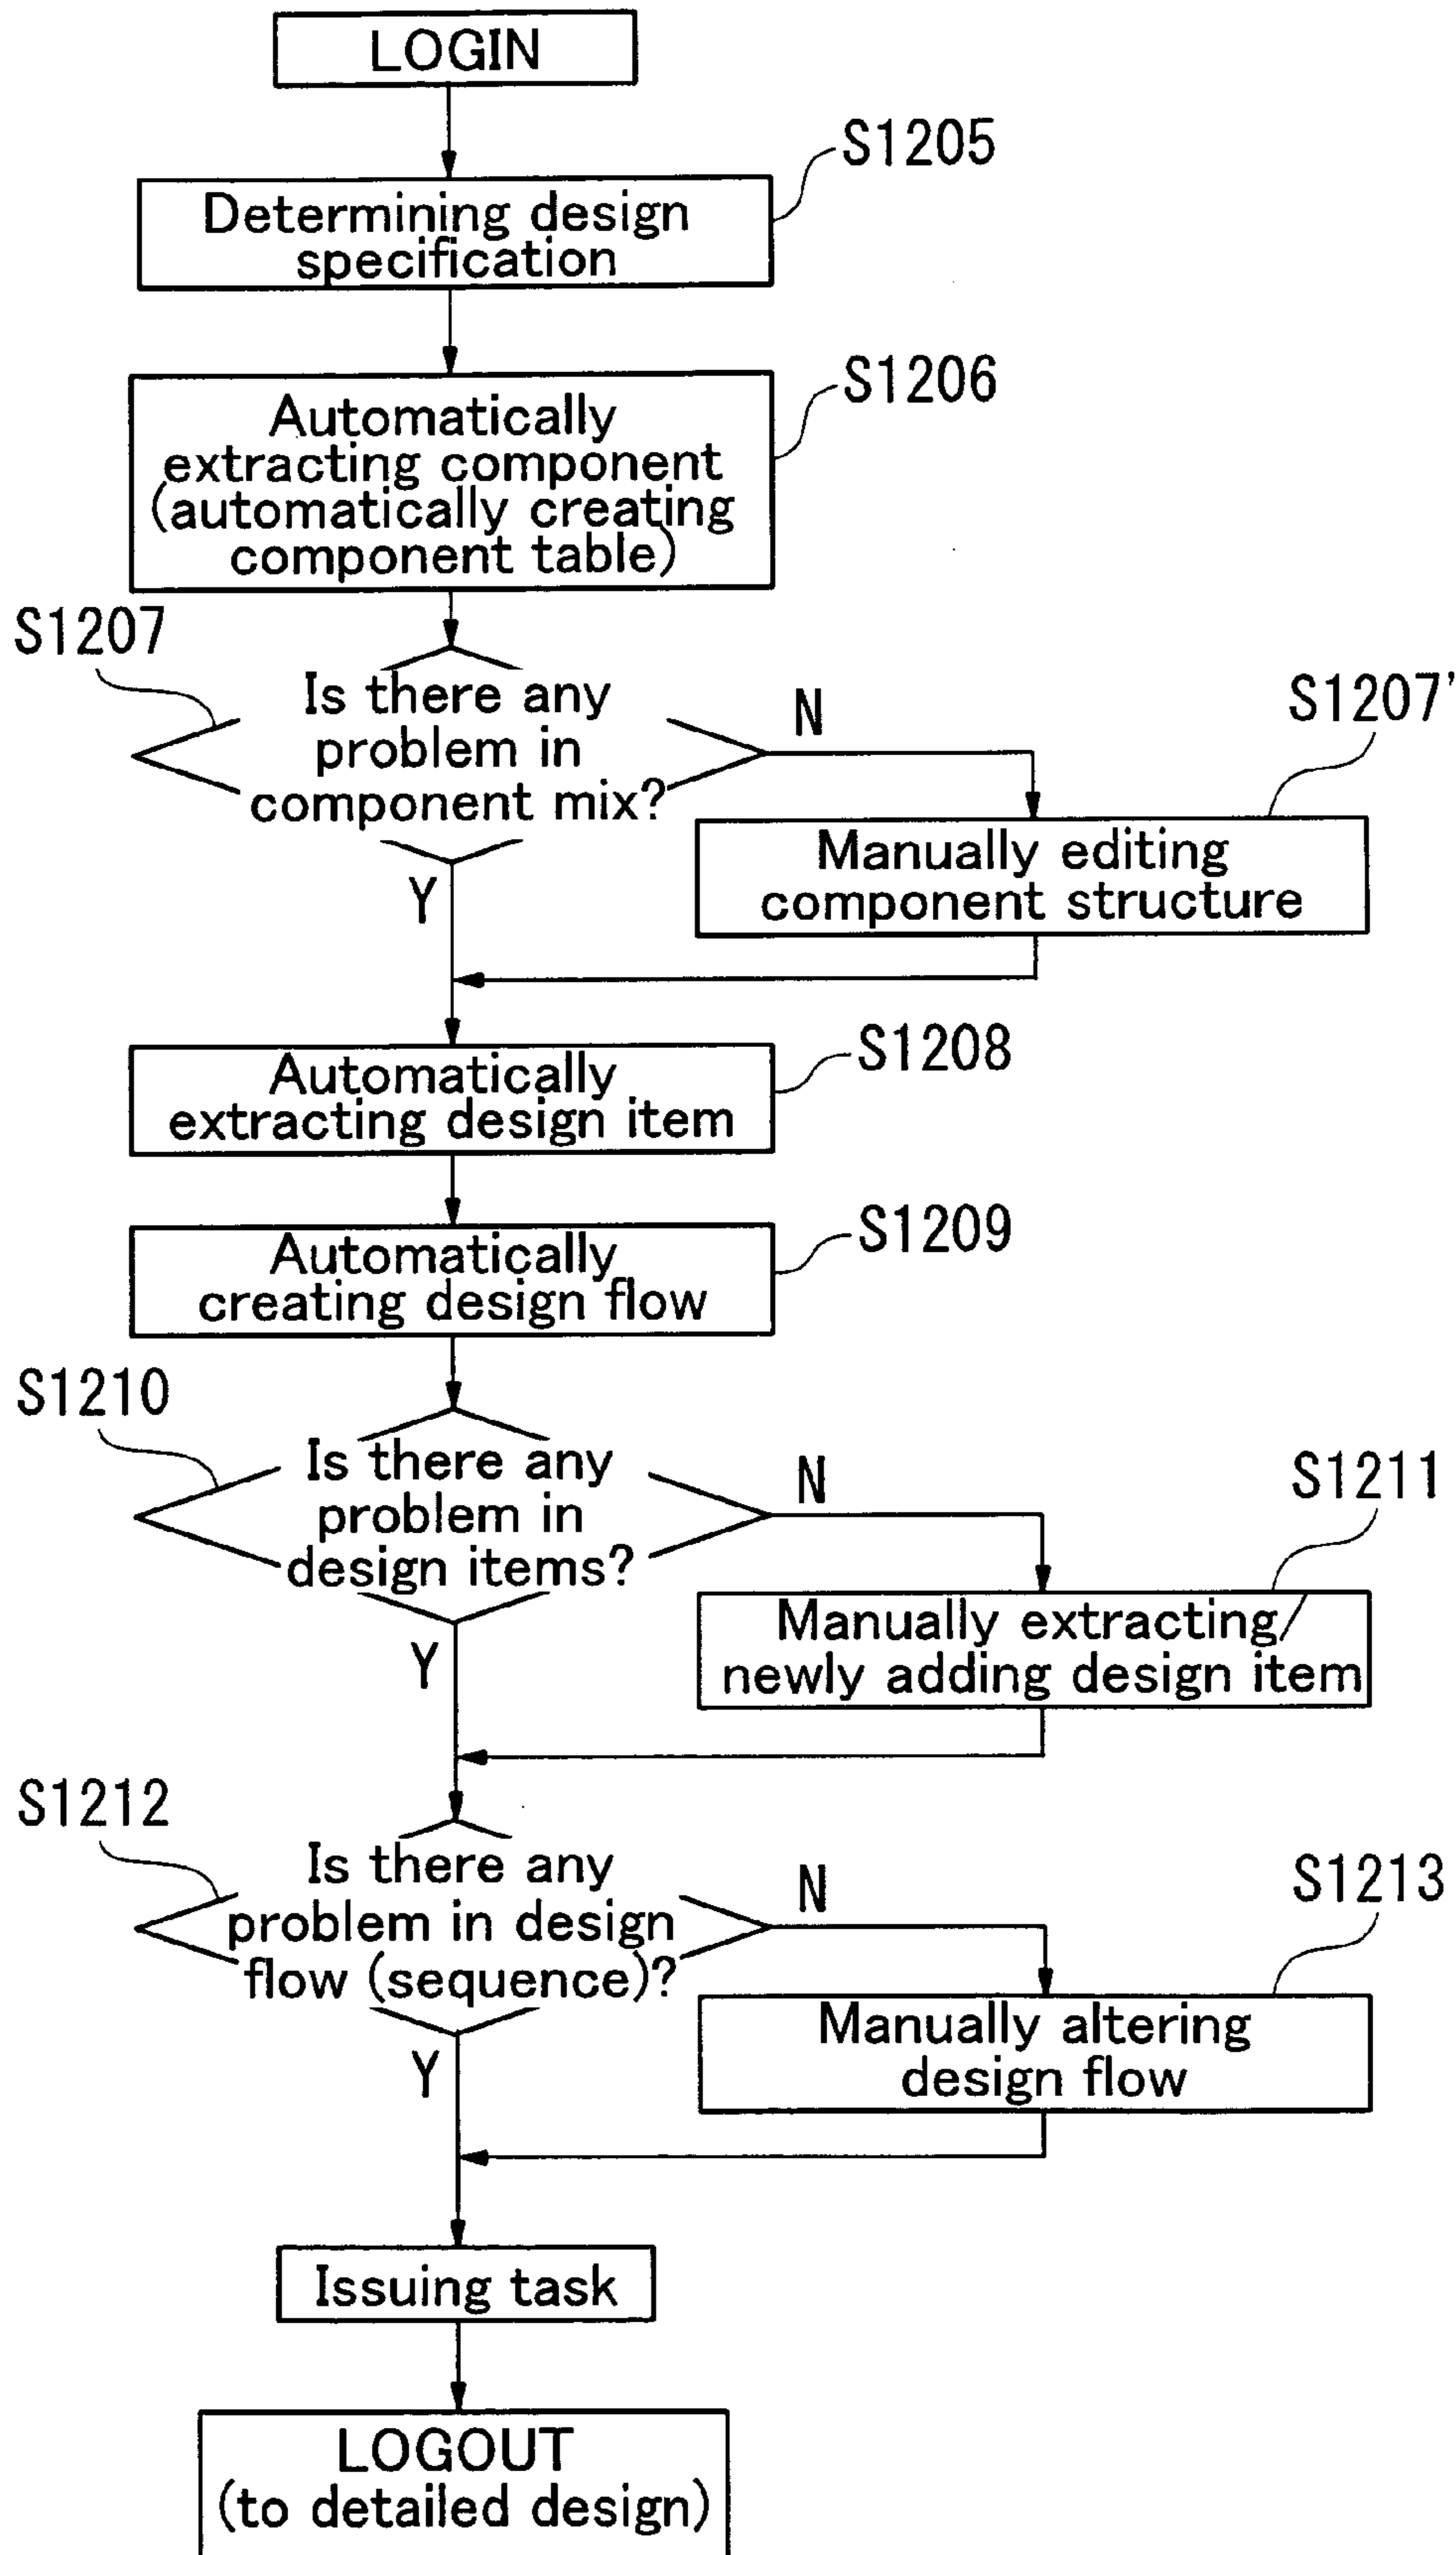 LOGIN
S1205
Determining design
specification
S1206
Automatically
extracting component
(automatically creating
component table)
S1207
Is there any
problem in
component mix?
N
S1207'
Manually editing
component structure
Y
S1208
Automatically
extracting design item
S1209
Automatically
creating design flow
S1210
Is there any
problem in
design items?
N
S1211
Manually extracting/
newly adding design item
Y
S1212
Is there any
problem in design
flow (sequence)?
N
S1213
Manually altering
design flow
Y
Issuing task
LOGOUT
(to detailed design)